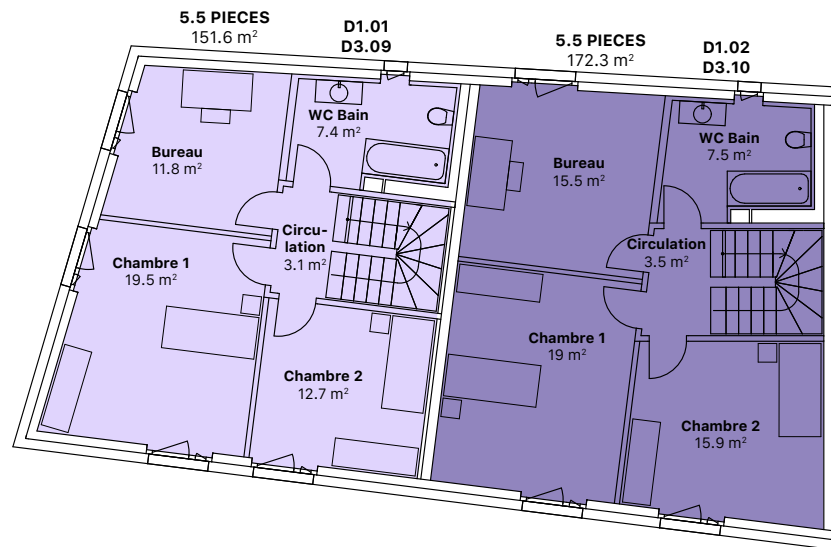 5.5 PIECES
151.6 m²
D1.01
D3.09
5.5 PIECES
172.3 m²
D1.02
D3.10
WC Bain
7.4 m²
Bureau
11.8 m²
Circu-
lation
3.1 m²
Chambre 1
19.5 m²
Chambre 2
12.7 m²
WC Bain
7.5 m²
Bureau
15.5 m²
Circulation
3.5 m²
Chambre 1
19 m²
Chambre 2
15.9 m²